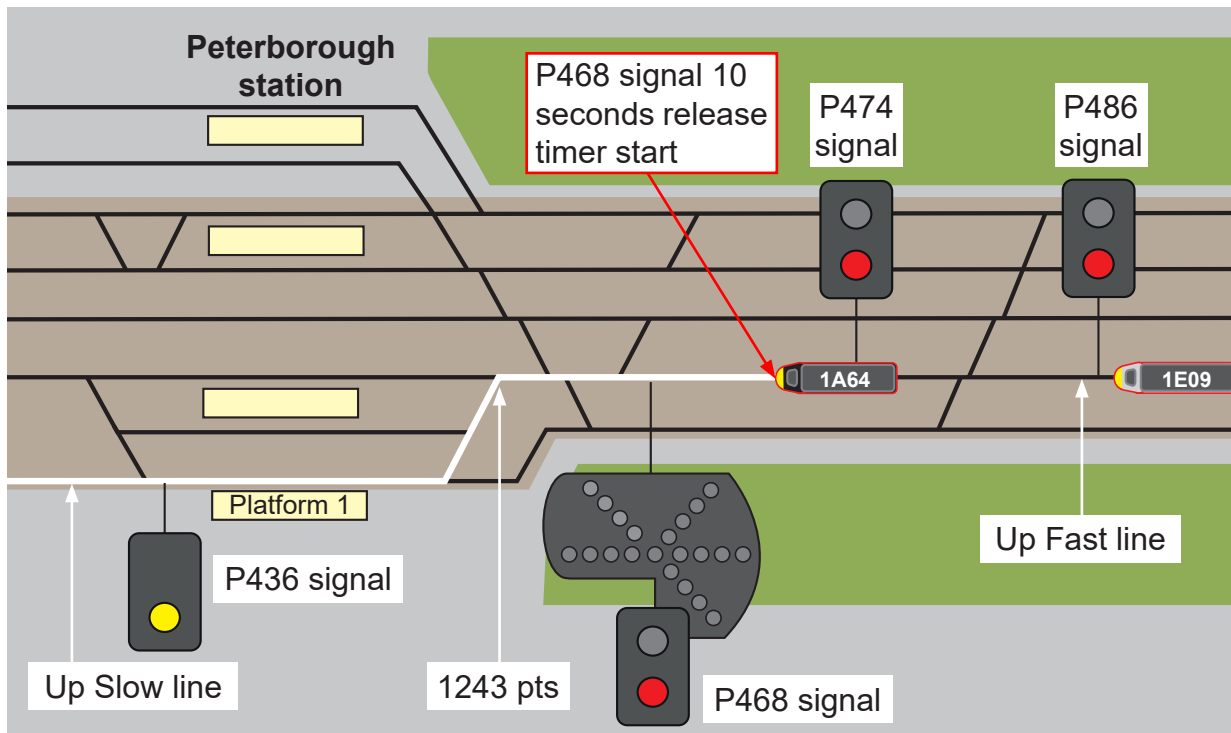 Peterborough
station
P468 signal 10
seconds release
timer start
P474
signal
P486
signal
1A64
1E09
Platform 1
Up Fast line
P436 signal
Up Slow line
1243 pts
P468 signal